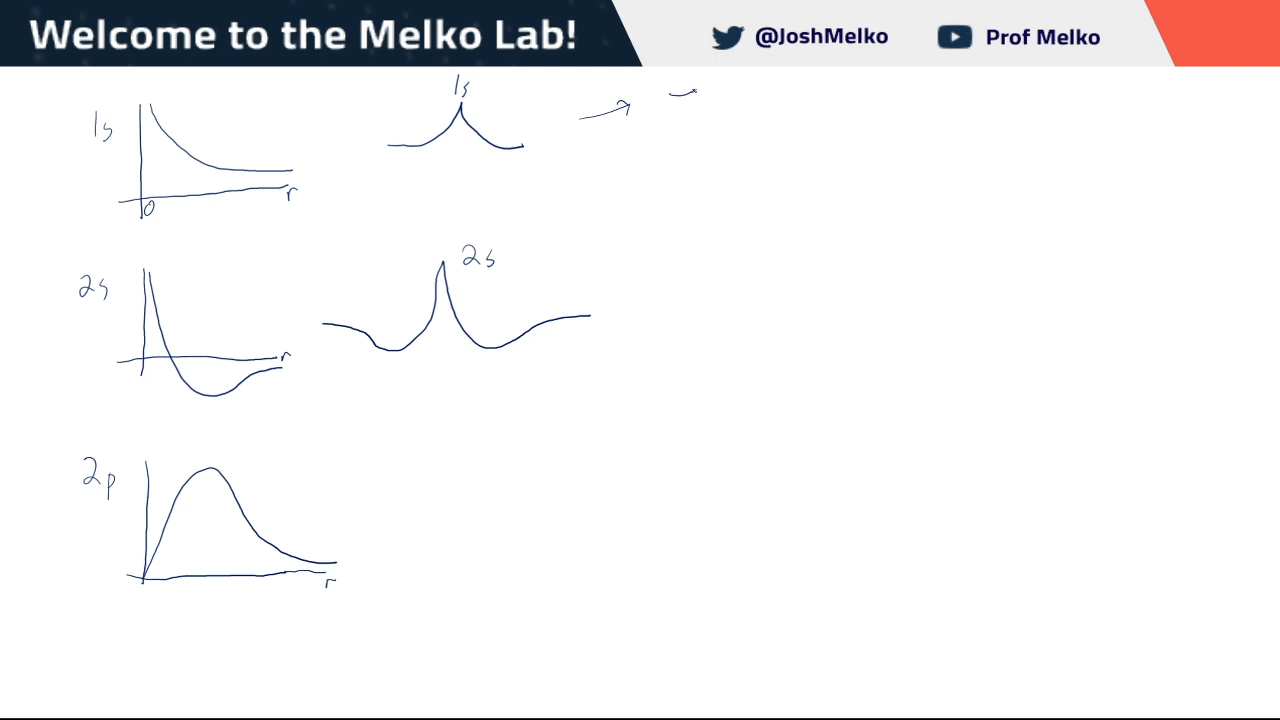 Welcome to the Melko Lab!
@JoshMelko
Prof Melko
1s
1s
0
r
2s
2s
r
2p
r